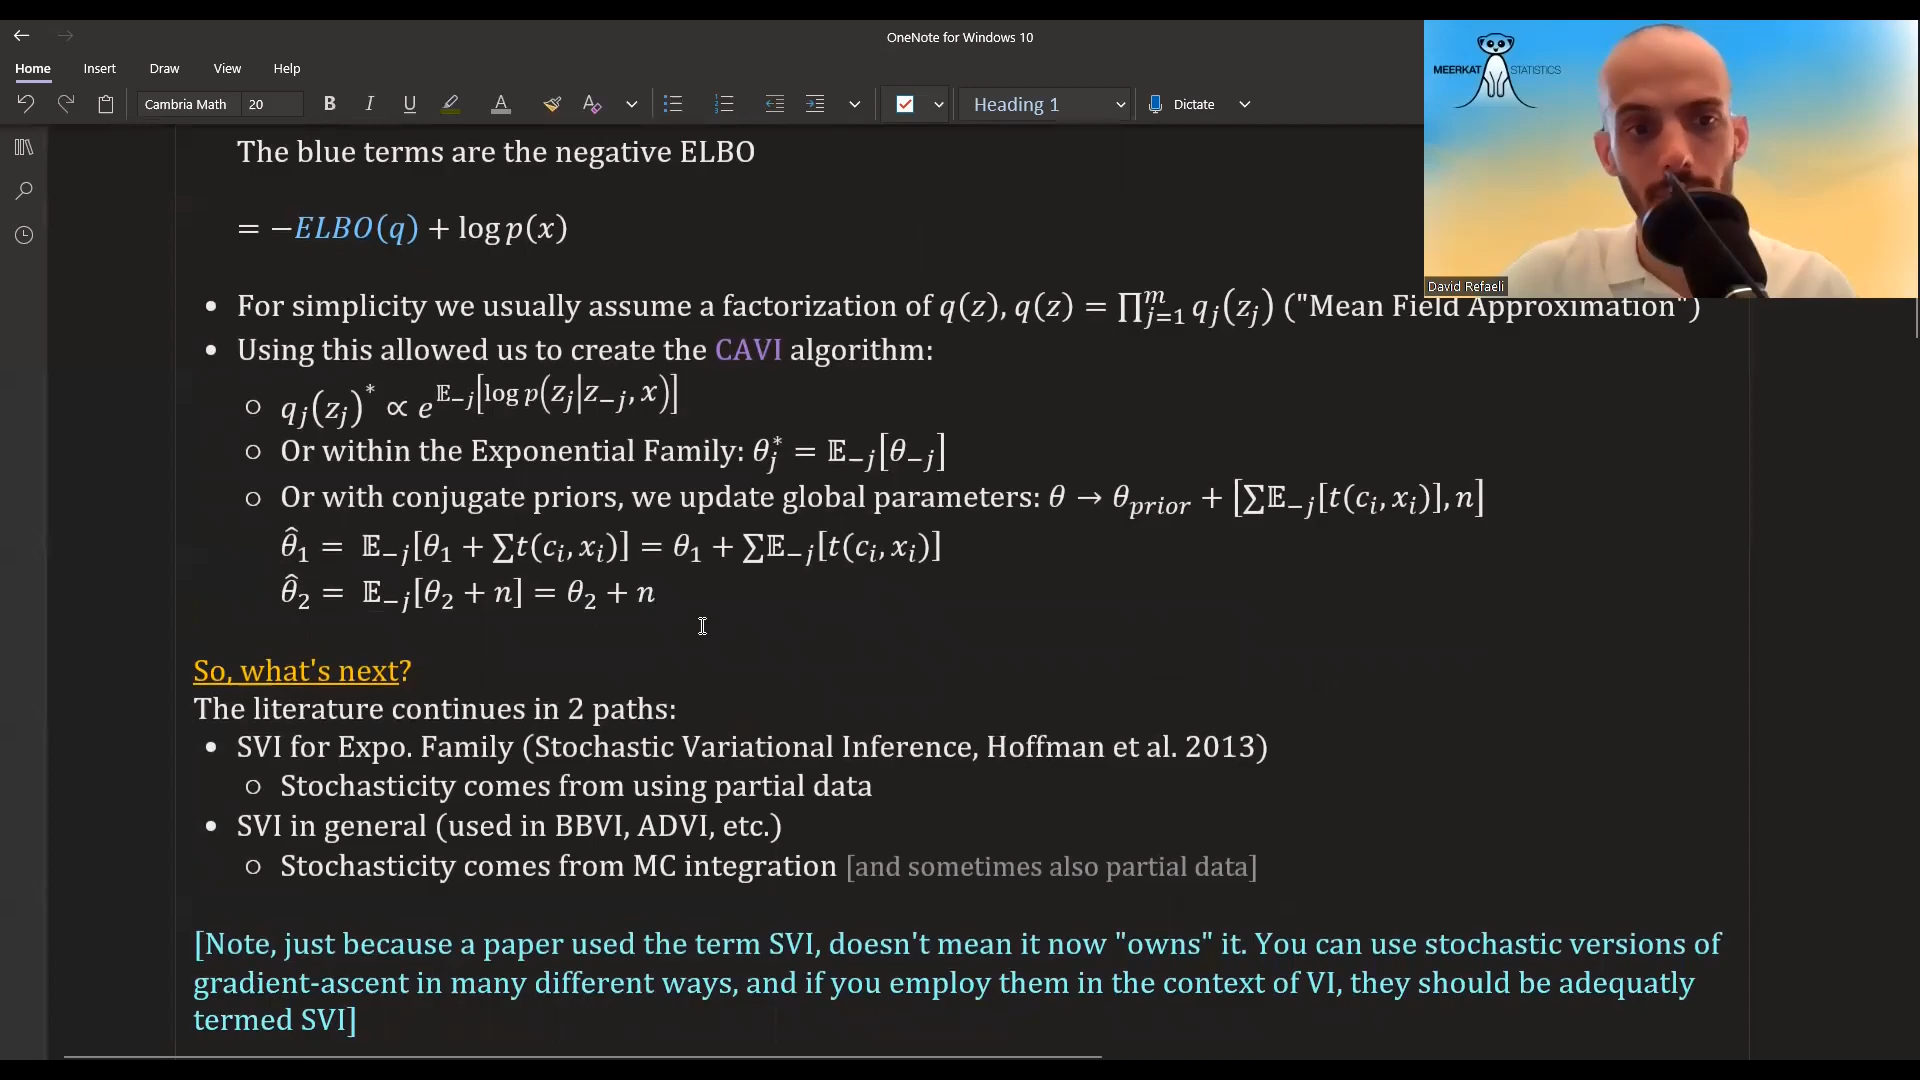 OneNote for Windows 10
Home Insert Draw View Help
Cambria Math 20 B I U A Heading 1 Dictate
MEERKAT STATISTICS
David Refaeli
The blue terms are the negative ELBO
= −ELBO(q) + log p(x)
• For simplicity we usually assume a factorization of q(z), q(z) = ∏_{j=1}^{m} q_j(z_j) ("Mean Field Approximation")
• Using this allowed us to create the CAVI algorithm:
○ q_j(z_j)^* ∝ e^{𝔼_{−j}[log p(z_j|z_{−j}, x)]}
○ Or within the Exponential Family: θ_j^* = 𝔼_{−j}[θ_{−j}]
○ Or with conjugate priors, we update global parameters: θ → θ_{prior} + [∑𝔼_{−j}[t(c_i, x_i)], n]
θ̂_1 = 𝔼_{−j}[θ_1 + ∑t(c_i, x_i)] = θ_1 + ∑𝔼_{−j}[t(c_i, x_i)]
θ̂_2 = 𝔼_{−j}[θ_2 + n] = θ_2 + n
So, what's next?
The literature continues in 2 paths:
• SVI for Expo. Family (Stochastic Variational Inference, Hoffman et al. 2013)
○ Stochasticity comes from using partial data
• SVI in general (used in BBVI, ADVI, etc.)
○ Stochasticity comes from MC integration [and sometimes also partial data]
[Note, just because a paper used the term SVI, doesn't mean it now "owns" it. You can use stochastic versions of
gradient-ascent in many different ways, and if you employ them in the context of VI, they should be adequatly
termed SVI]